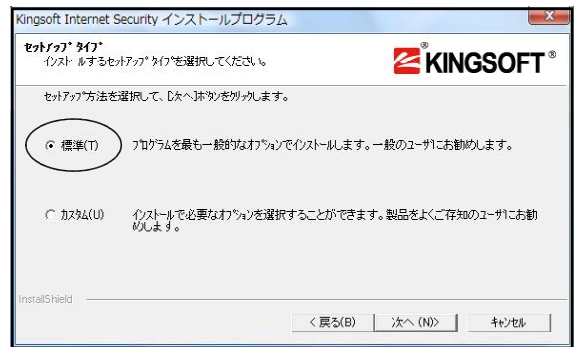 Kingsoft Internet Security インストールプログラム
セットアップ タイプ
インストールするセットアップ タイプを選択してください。
KINGSOFT®
セットアップ方法を選択して、[次へ]ボタンをクリックします。
標準(T)
プログラムを最も一般的なオプションでインストールします。一般のユーザにお勧めします。
カスタム(U)
インストールで必要なオプションを選択することができます。製品をよくご存知のユーザにお勧
めします。
InstallShield
< 戻る(B)
次へ (N)>
キャンセル